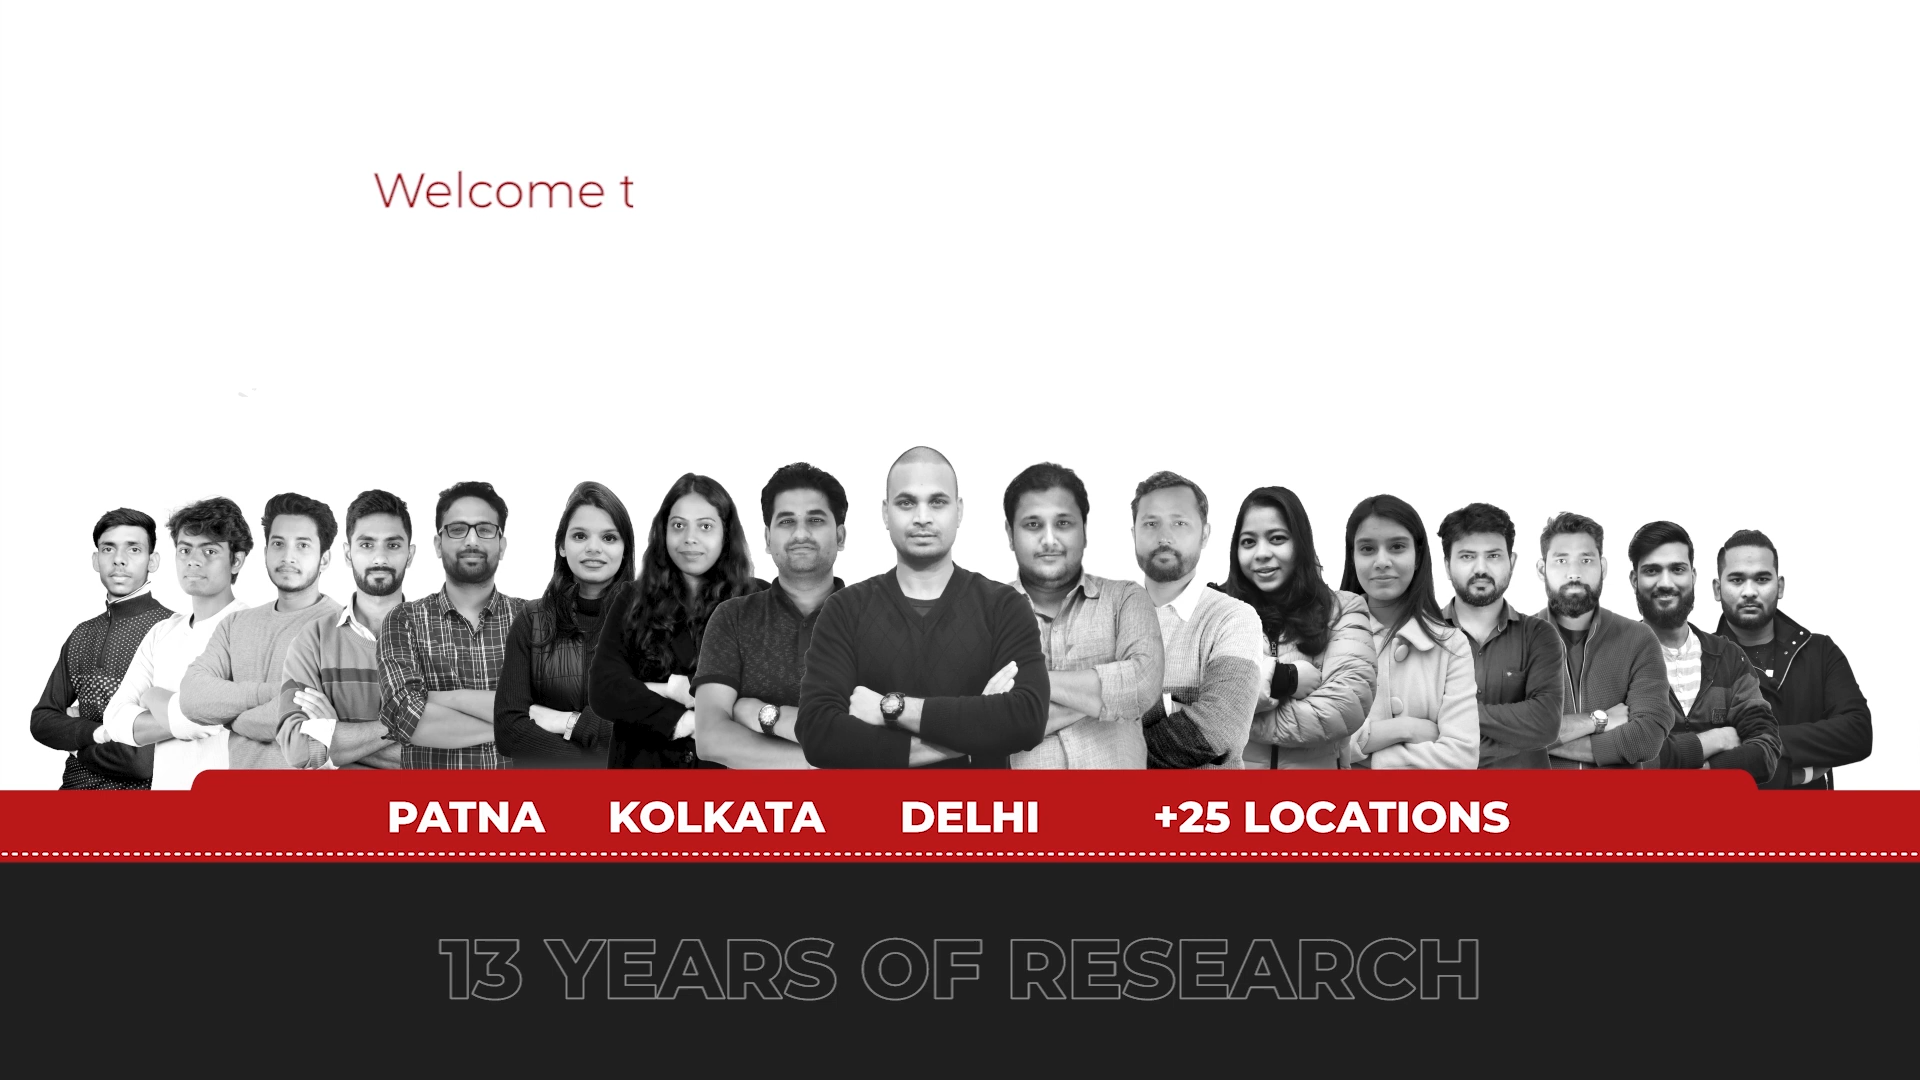 Welcome t
PATNA KOLKATA DELHI +25 LOCATIONS
13 YEARS OF RESEARCH